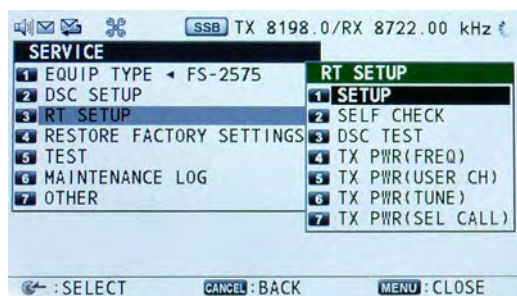 SSB TX 8198.0/RX 8722.00 kHz
SERVICE
1 EQUIP TYPE ◄ FS-2575
2 DSC SETUP
3 RT SETUP
4 RESTORE FACTORY SETTINGS
5 TEST
6 MAINTENANCE LOG
7 OTHER
RT SETUP
1 SETUP
2 SELF CHECK
3 DSC TEST
4 TX PWR(FREQ)
5 TX PWR(USER CH)
6 TX PWR(TUNE)
7 TX PWR(SEL CALL)
:SELECT CANCEL:BACK MENU:CLOSE